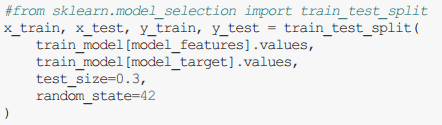 #from sklearn.model_selection import train_test_split
x_train, x_test, y_train, y_test = train_test_split(
    train_model[model_features].values,
    train_model[model_target].values,
    test_size=0.3,
    random_state=42
)